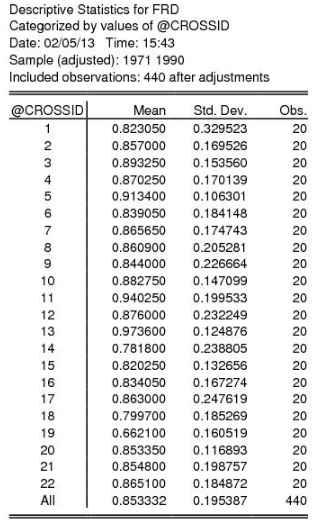 Descriptive Statistics for FRD
Categorized by values of @CROSSID
Date: 02/05/13 Time: 15:43
Sample (adjusted): 1971 1990
Included observations: 440 after adjustments
@CROSSID Mean Std. Dev. Obs.
1 0.823050 0.329523 20
2 0.857000 0.169526 20
3 0.893250 0.153560 20
4 0.870250 0.170139 20
5 0.913400 0.106301 20
6 0.839050 0.184148 20
7 0.865650 0.174743 20
8 0.860900 0.205281 20
9 0.844000 0.226664 20
10 0.882750 0.147099 20
11 0.940250 0.199533 20
12 0.876000 0.232249 20
13 0.973600 0.124876 20
14 0.781800 0.238805 20
15 0.820250 0.132656 20
16 0.834050 0.167274 20
17 0.863000 0.247619 20
18 0.799700 0.185269 20
19 0.662100 0.160519 20
20 0.853350 0.116893 20
21 0.854800 0.198757 20
22 0.865100 0.184872 20
All 0.853332 0.195387 440